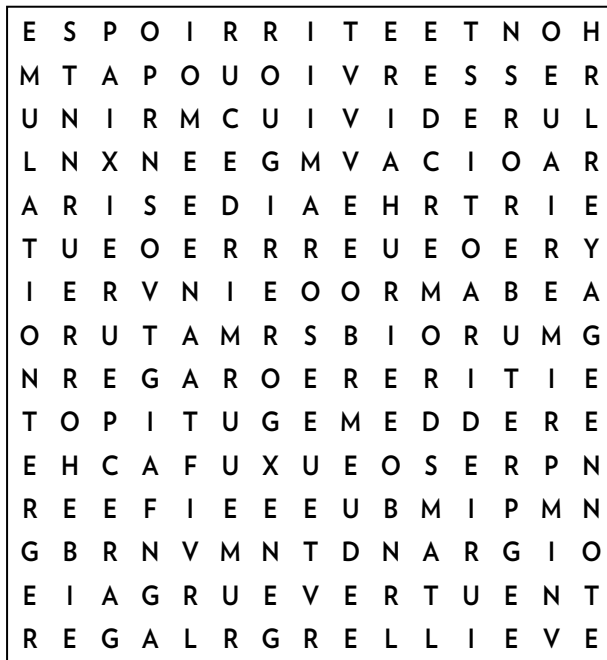 E S P O I R R I T E E T N O H
M T A P O U O I V R E S S E R
U N I R M C U I V I D E R U L
L N X N E E G M V A C I O A R
A R I S E D I A E H R T R I E
T U E O E R R R E U E O E R Y
I E R V N I E O O R M A B E A
O R U T A M R S B I O R U M G
N R E G A R O E R E R I T I E
T O P I T U G E M E D D E R E
E H C A F U X U E O S E R P N
R E E F I E E E U B M I P M N
G B R N V M N T D N A R G I O
E I A G R U E V E R T U E N T
R E G A L R G R E L L I E V E